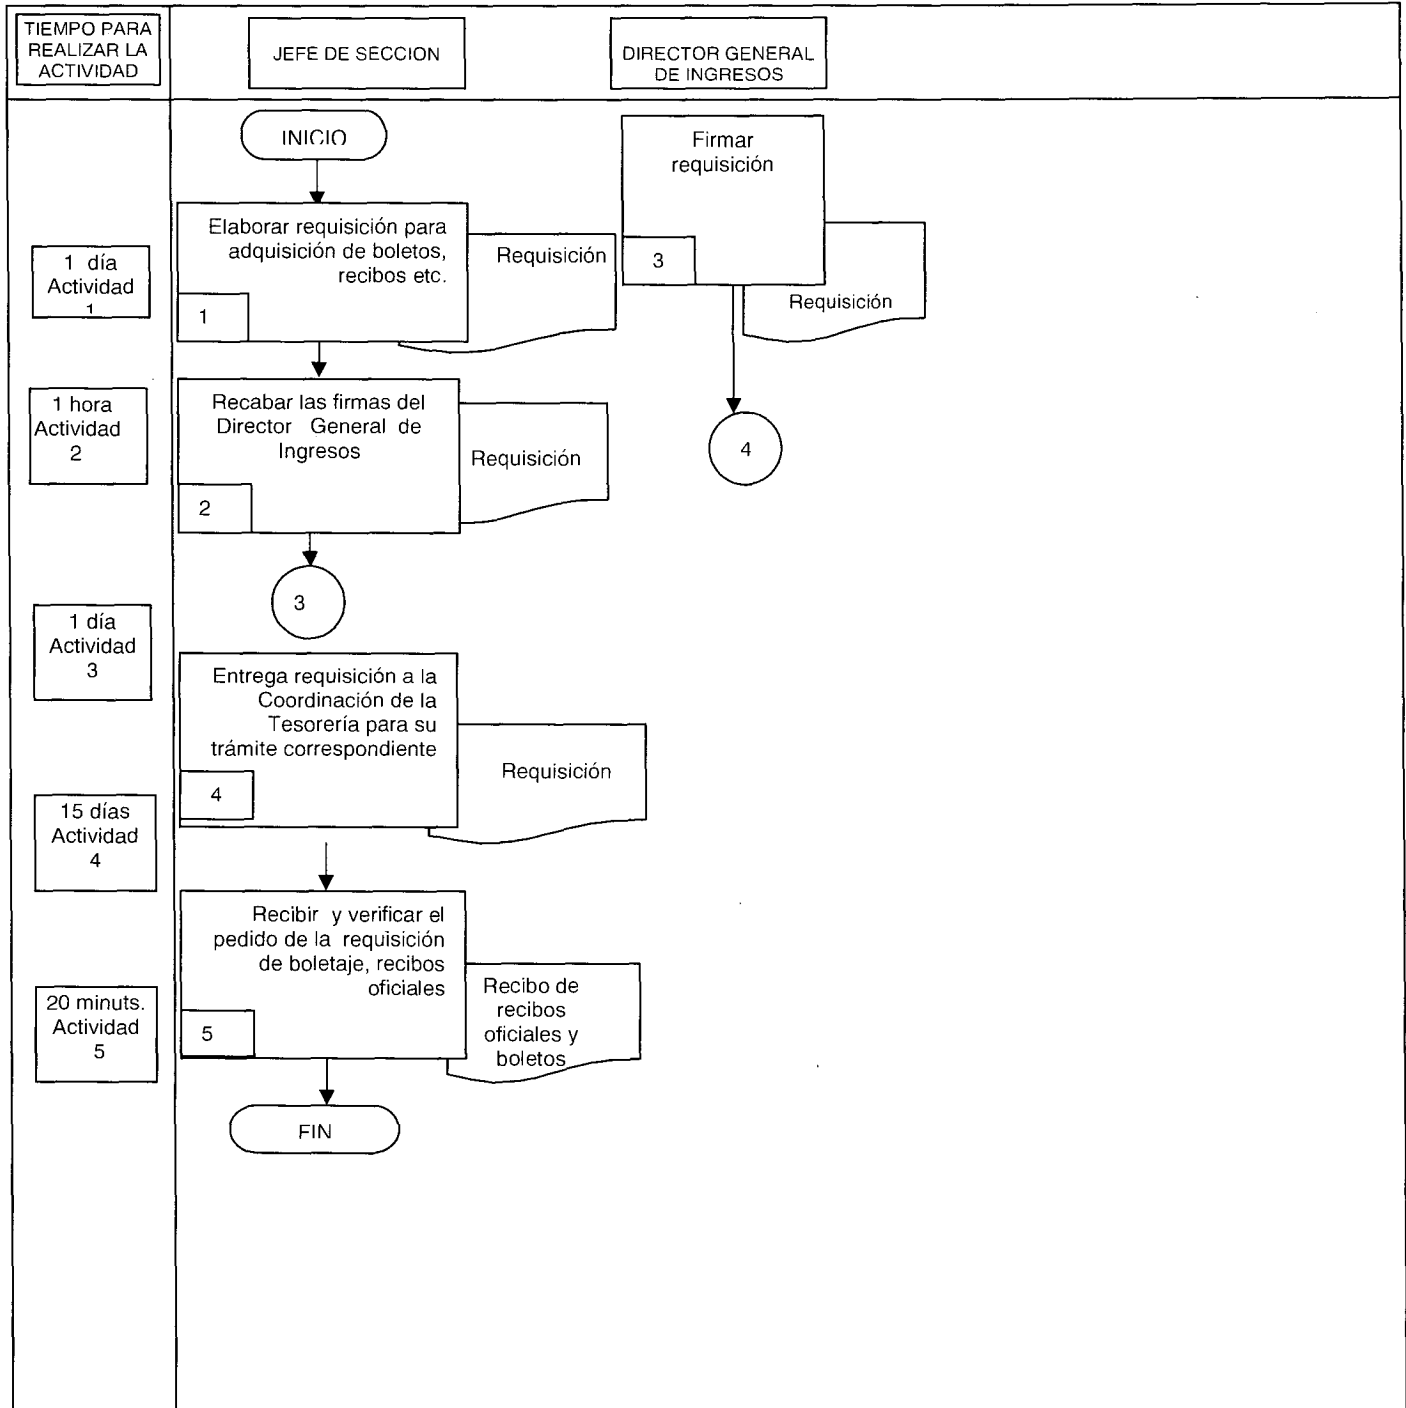 TIEMPO PARA
REALIZAR LA
ACTIVIDAD
JEFE DE SECCION
DIRECTOR GENERAL
DE INGRESOS
INICIO
Firmar
requisición
3
Requisición
4
1 día
Actividad
1
Elaborar requisición para
adquisición de boletos,
recibos etc.
1
Requisición
1 hora
Actividad
2
Recabar las firmas del
Director General de
Ingresos
2
Requisición
3
1 día
Actividad
3
Entrega requisición a la
Coordinación de la
Tesorería para su
trámite correspondiente
4
Requisición
15 días
Actividad
4
Recibir y verificar el
pedido de la requisición
de boletaje, recibos
oficiales
5
Recibo de
recibos
oficiales y
boletos
20 minuts.
Actividad
5
FIN